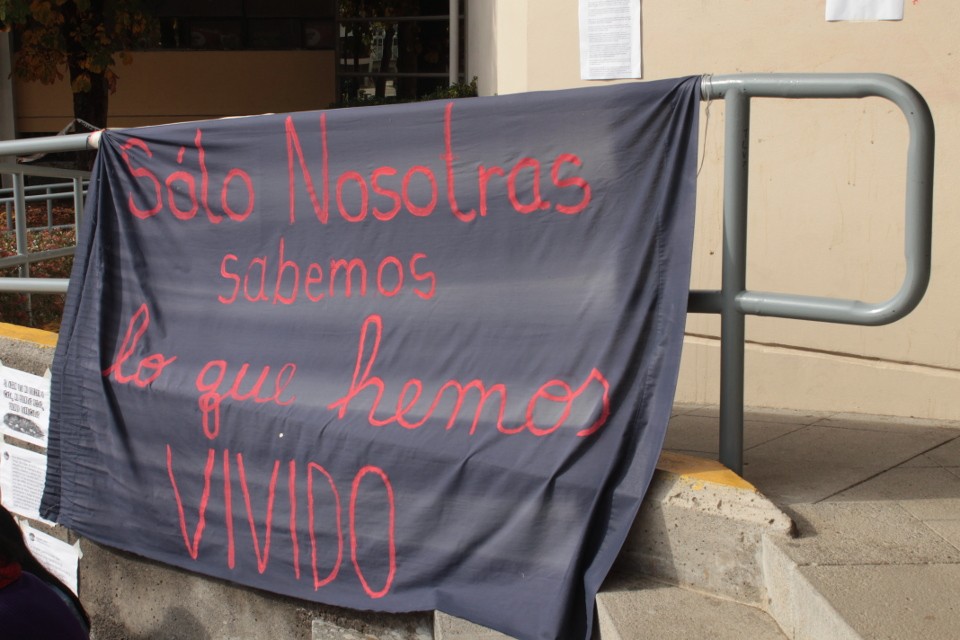 Sólo Nosotras
sabemos
lo que hemos
VIVIDO